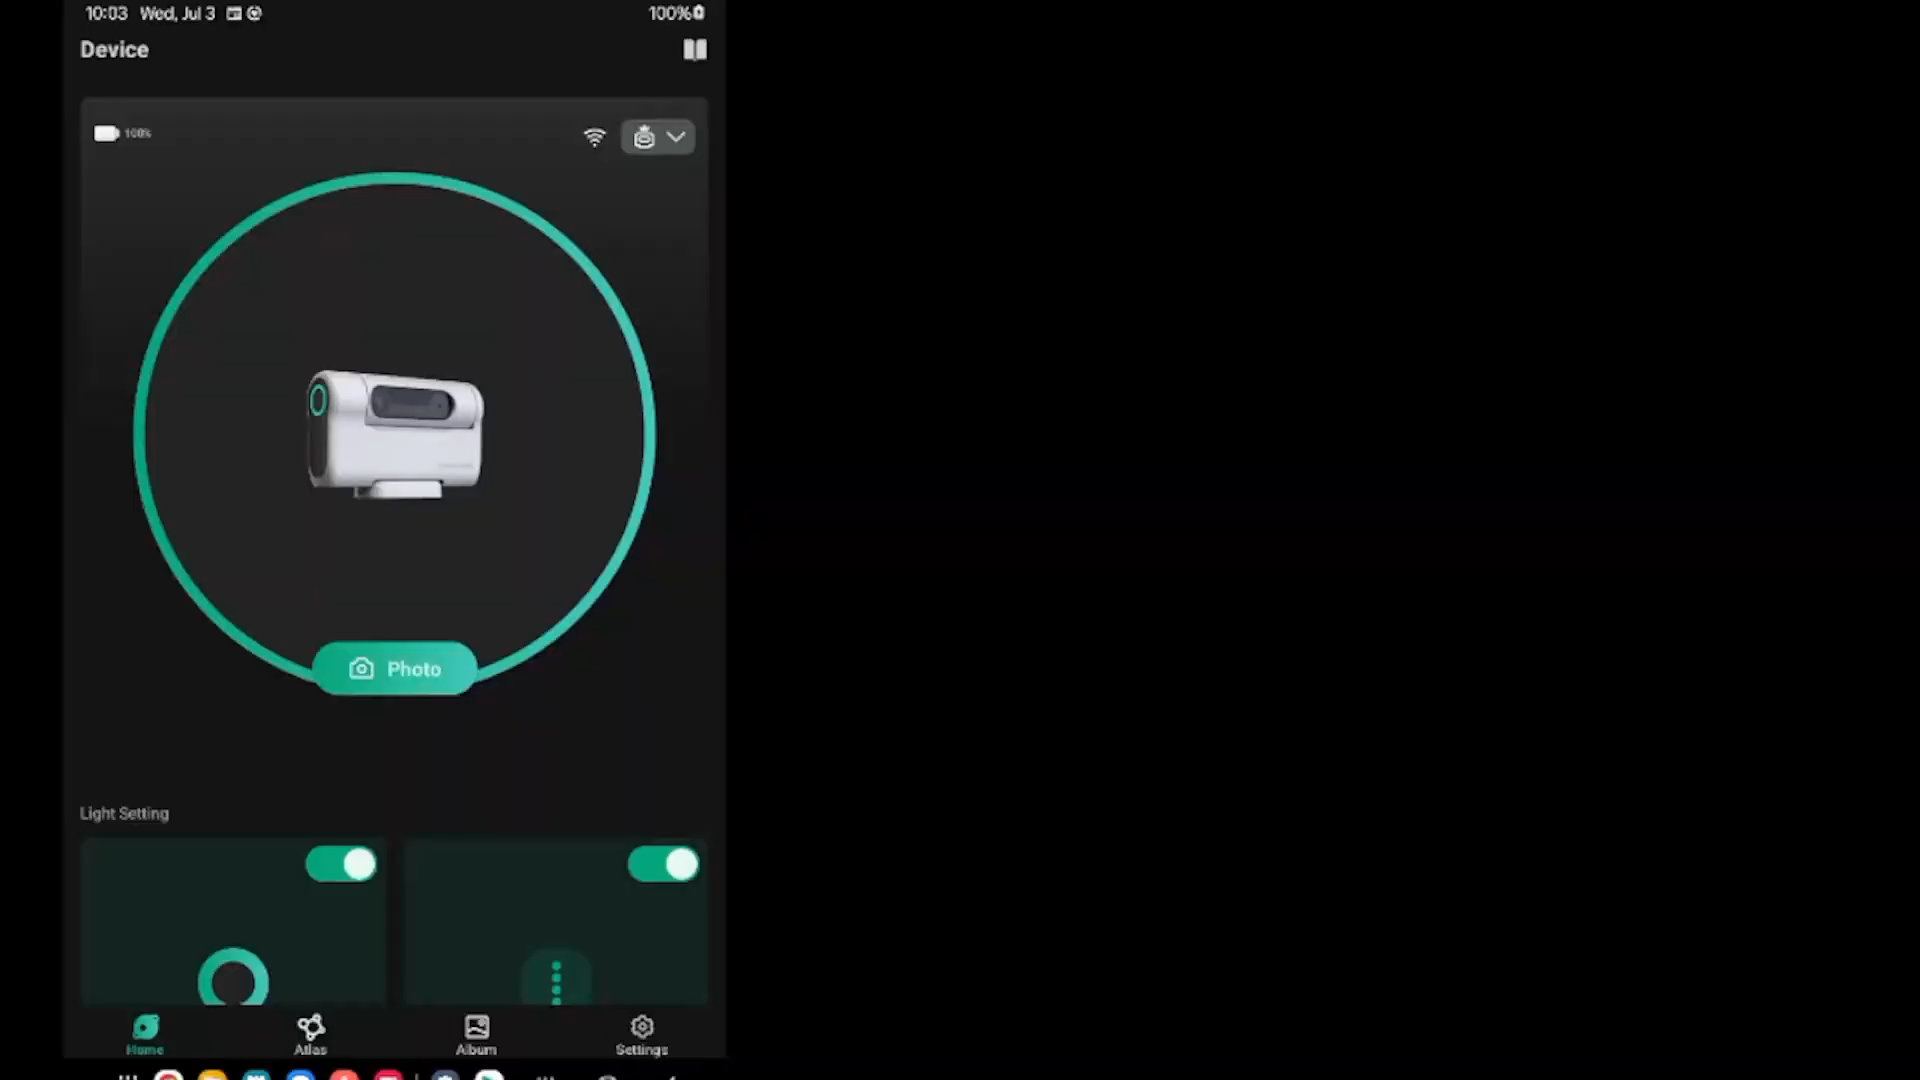 10:03 Wed, Jul 3 100%
Device
100%
Photo
Light Setting
Home Atlas Album Settings